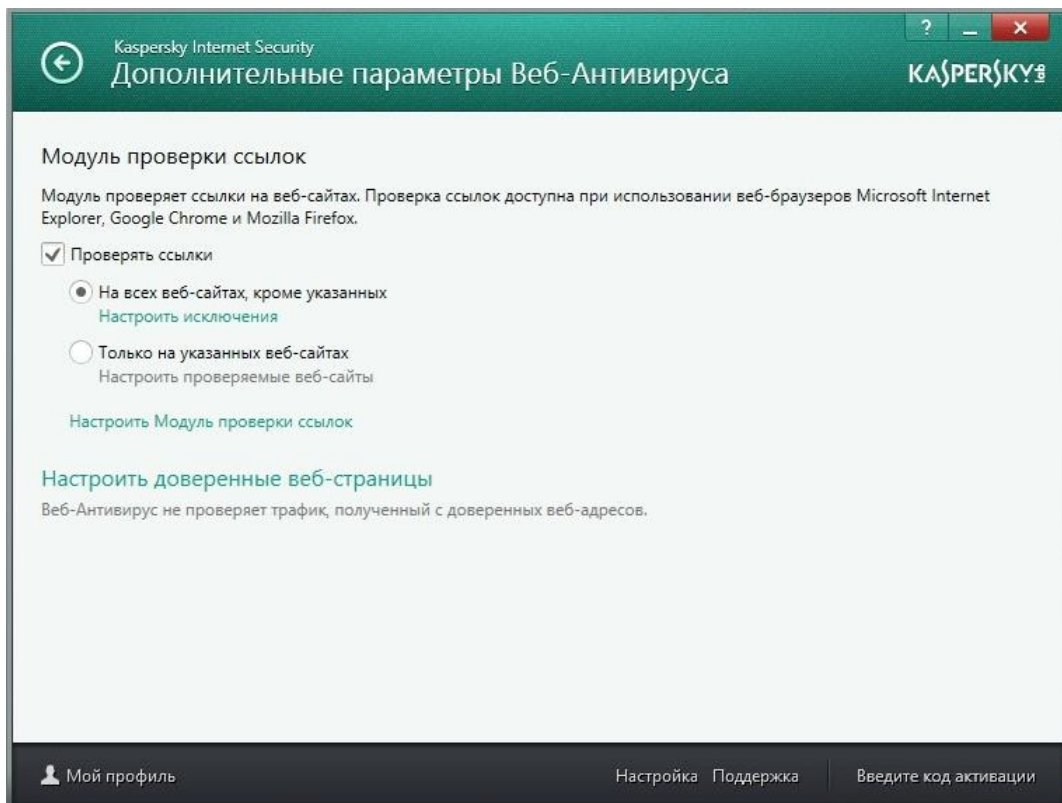 ?
Kaspersky Internet Security
Дополнительные параметры Веб-Антивируса
KASPERSKY LAB
Модуль проверки ссылок
Модуль проверяет ссылки на веб-сайтах. Проверка ссылок доступна при использовании веб-браузеров Microsoft Internet
Explorer, Google Chrome и Mozilla Firefox.
Проверять ссылки
На всех веб-сайтах, кроме указанных
Настроить исключения
Только на указанных веб-сайтах
Настроить проверяемые веб-сайты
Настроить Модуль проверки ссылок
Настроить доверенные веб-страницы
Веб-Антивирус не проверяет трафик, полученный с доверенных веб-адресов.
Мой профиль
Настройка Поддержка Введите код активации